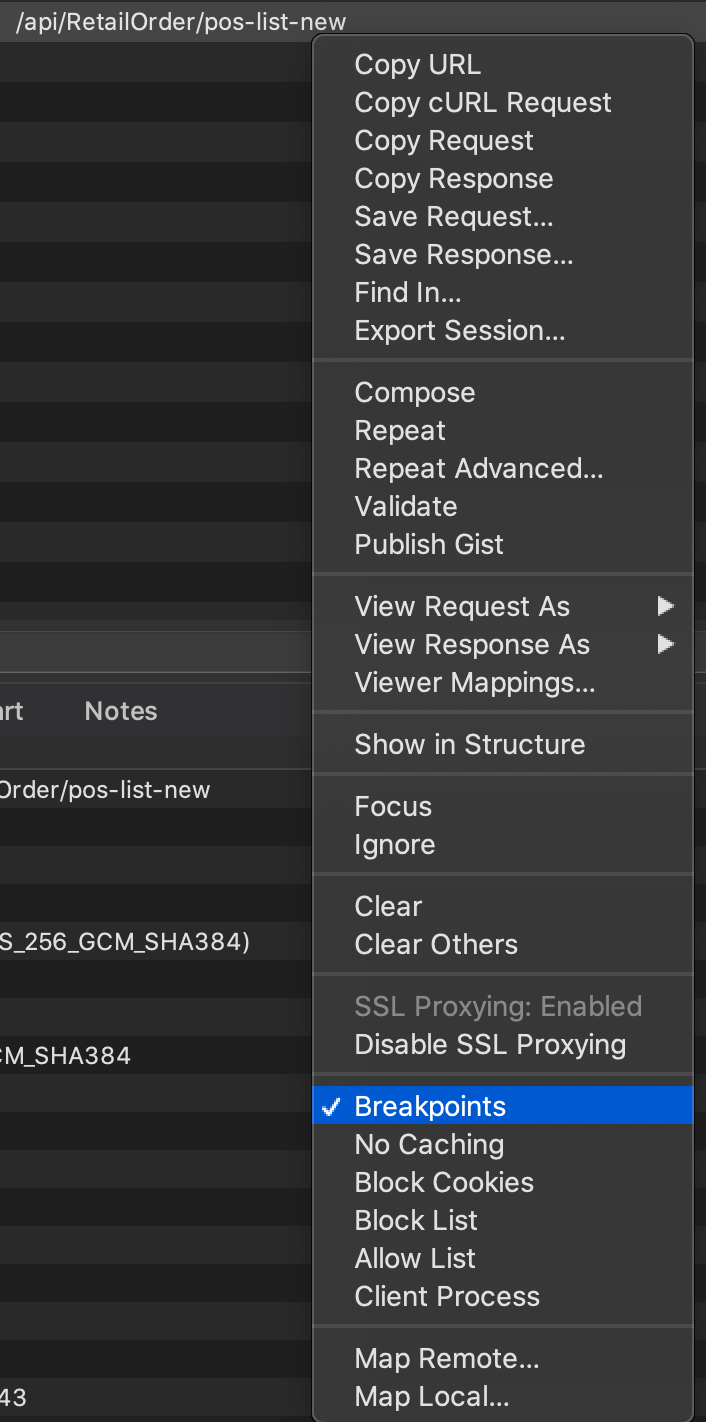 /api/RetailOrder/pos-list-new
Copy URL
Copy cURL Request
Copy Request
Copy Response
Save Request...
Save Response...
Find In...
Export Session...
Compose
Repeat
Repeat Advanced...
Validate
Publish Gist
View Request As
View Response As
Viewer Mappings...
art Notes
Show in Structure
Order/pos-list-new
Focus
Ignore
Clear
S_256_GCM_SHA384)
Clear Others
SSL Proxying: Enabled
Disable SSL Proxying
CM_SHA384
✓ Breakpoints
No Caching
Block Cookies
Block List
Allow List
Client Process
Map Remote...
Map Local...
43